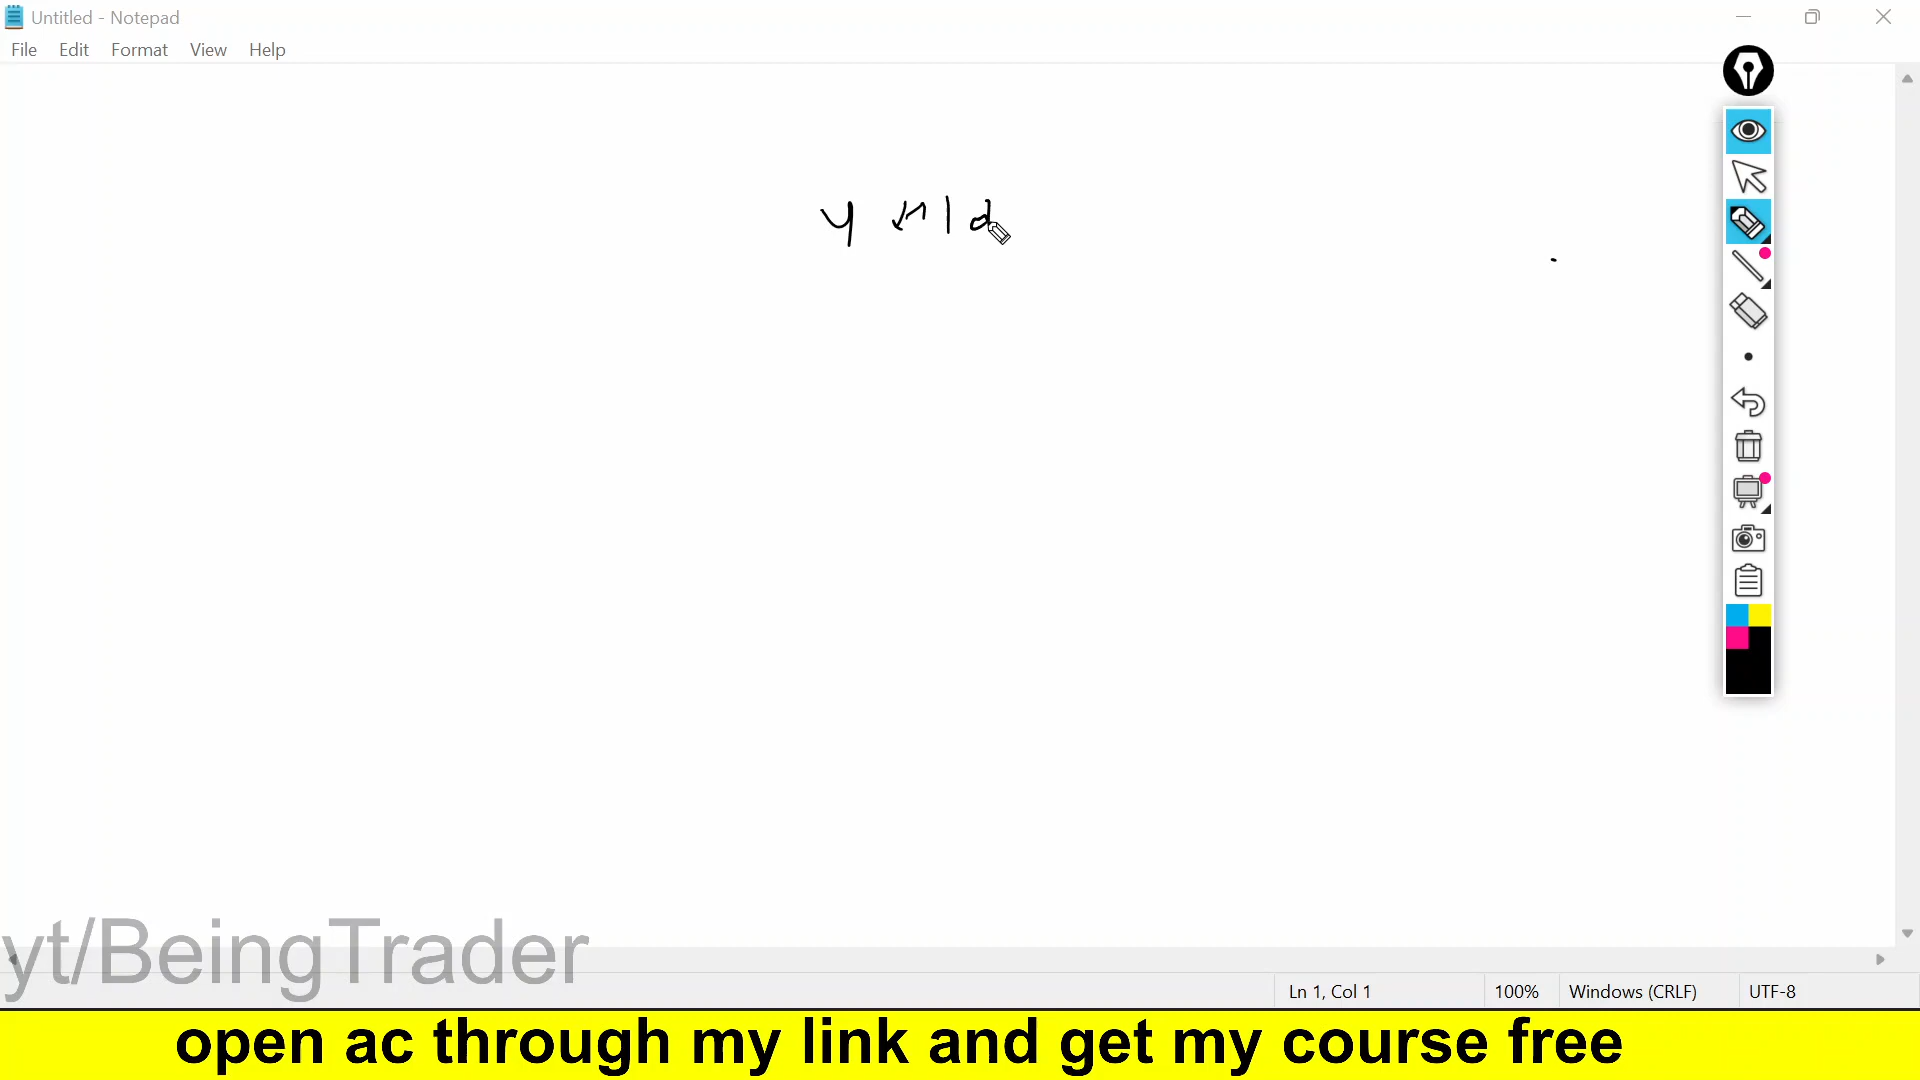 Untitled - Notepad
File Edit Format View Help
yt/BeingTrader
Ln 1, Col 1 100% Windows (CRLF) UTF-8
open ac through my link and get my course free